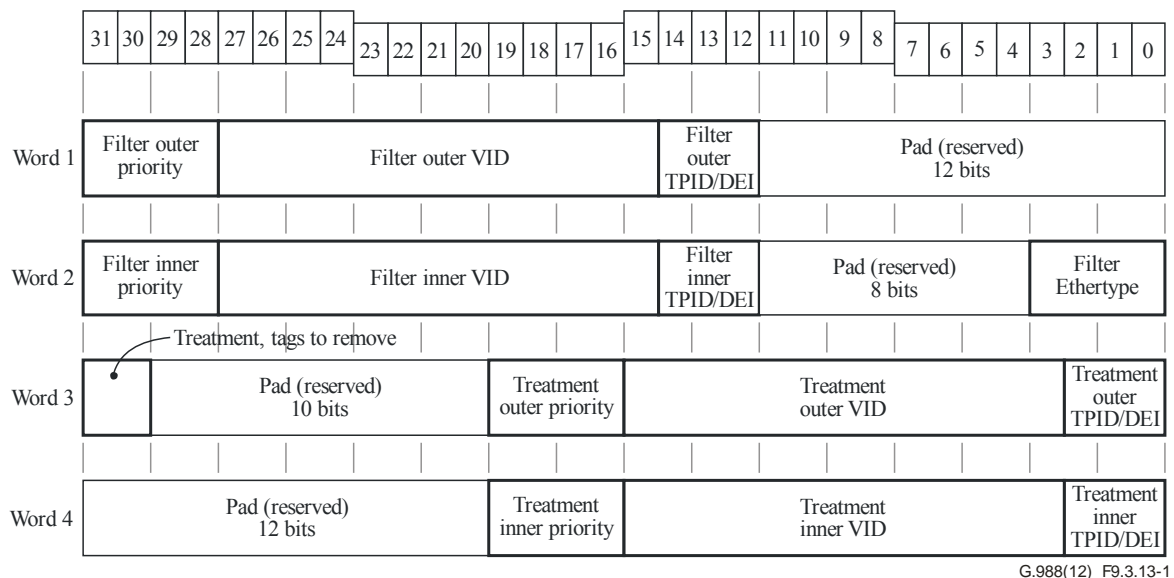 31 30 29 28 27 26 25 24 23 22 21 20 19 18 17 16 15 14 13 12 11 10 9 8 7 6 5 4 3 2 1 0
Word 1
Filter outer
priority
Filter outer VID
Filter
outer
TPID/DEI
Pad (reserved)
12 bits
Word 2
Filter inner
priority
Filter inner VID
Filter
inner
TPID/DEI
Pad (reserved)
8 bits
Filter
Ethertype
Treatment, tags to remove
Word 3
Pad (reserved)
10 bits
Treatment
outer priority
Treatment
outer VID
Treatment
outer
TPID/DEI
Word 4
Pad (reserved)
12 bits
Treatment
inner priority
Treatment
inner VID
Treatment
inner
TPID/DEI
G.988(12)_F9.3.13-1